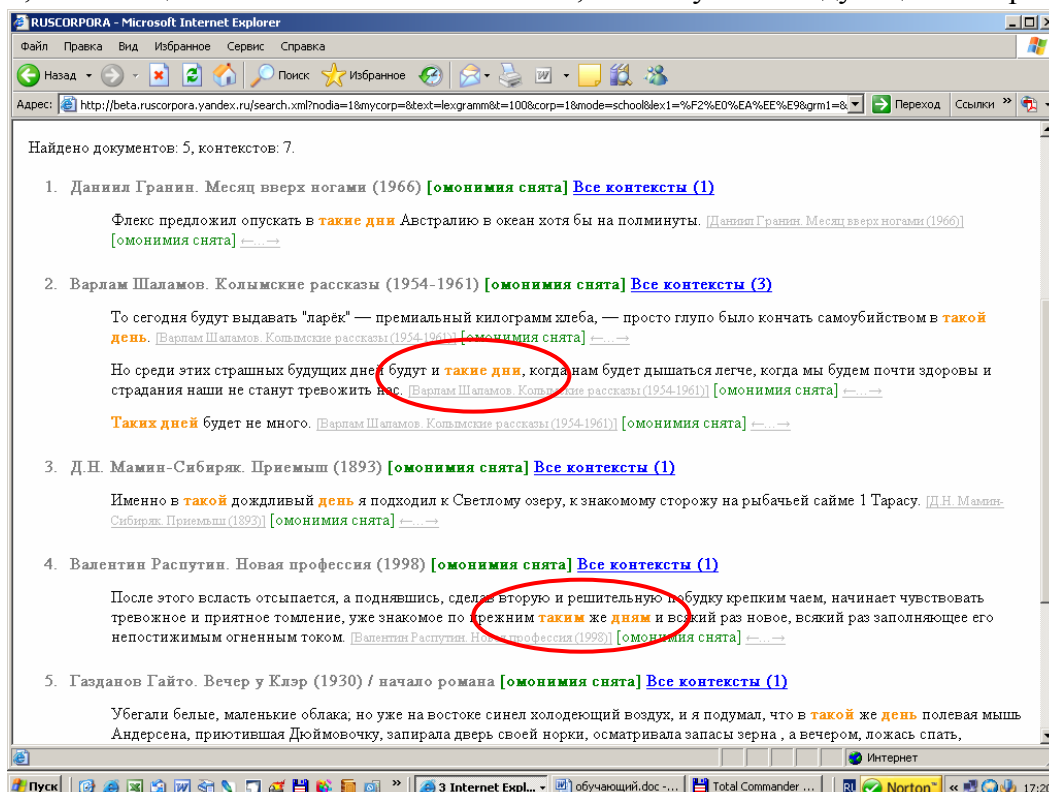 RUSCORPORA - Microsoft Internet Explorer
Файл Правка Вид Избранное Сервис Справка
Назад Поиск Избранное
Адрес: http://beta.ruscorpora.yandex.ru/search.xml?nodia=1&mycorp=&text=lexgramm&t=100&corp=1&mode=school&lex1=%F2%E0%EA%EE%E9&grm1=& Переход Ссылки »
Найдено документов: 5, контекстов: 7.
1. Даниил Гранин. Месяц вверх ногами (1966) [омонимия снята] Все контексты (1)
Флекс предложил опускать в такие дни Австралию в океан хотя бы на полминуты. [Даниил Гранин. Месяц вверх ногами (1966)]
[омонимия снята] ←...→
2. Варлам Шаламов. Колымские рассказы (1954-1961) [омонимия снята] Все контексты (3)
То сегодня будут выдавать "ларёк" — премиальный килограмм хлеба, — просто глупо было кончать самоубийством в такой
день. [Варлам Шаламов. Колымские рассказы (1954-1961)] [омонимия снята] ←...→
Но среди этих страшных будущих дней будут и такие дни, когда нам будет дышаться легче, когда мы будем почти здоровы и
страдания наши не станут тревожить нас. [Варлам Шаламов. Колымские рассказы (1954-1961)] [омонимия снята] ←...→
Таких дней будет не много. [Варлам Шаламов. Колымские рассказы (1954-1961)] [омонимия снята] ←...→
3. Д.Н. Мамин-Сибиряк. Приемыш (1893) [омонимия снята] Все контексты (1)
Именно в такой дождливый день я подходил к Светлому озеру, к знакомому сторожу на рыбачьей сайме 1 Тарасу. [Д.Н. Мамин-
Сибиряк. Приемыш (1893)] [омонимия снята] ←...→
4. Валентин Распутин. Новая профессия (1998) [омонимия снята] Все контексты (1)
После этого всласть отсыпается, а поднявшись, сделав вторую и решительную побудку крепким чаем, начинает чувствовать
тревожное и приятное томление, уже знакомое по прежним таким же дням и всякий раз новое, всякий раз заполняющее его
непостижимым огненным током. [Валентин Распутин. Новая профессия (1998)] [омонимия снята] ←...→
5. Газданов Гайто. Вечер у Клэр (1930) / начало романа [омонимия снята] Все контексты (1)
Убегали белые, маленькие облака; но уже на востоке синел холодеющий воздух, и я подумал, что в такой же день полевая мышь
Андерсена, приютившая Дюймовочку, запирала дверь своей норки, осматривала запасы зерна , а вечером, ложась спать,
Интернет
Пуск » 3 Internet Expl... обучающий.doc -... Total Commander ... Norton « 17:20